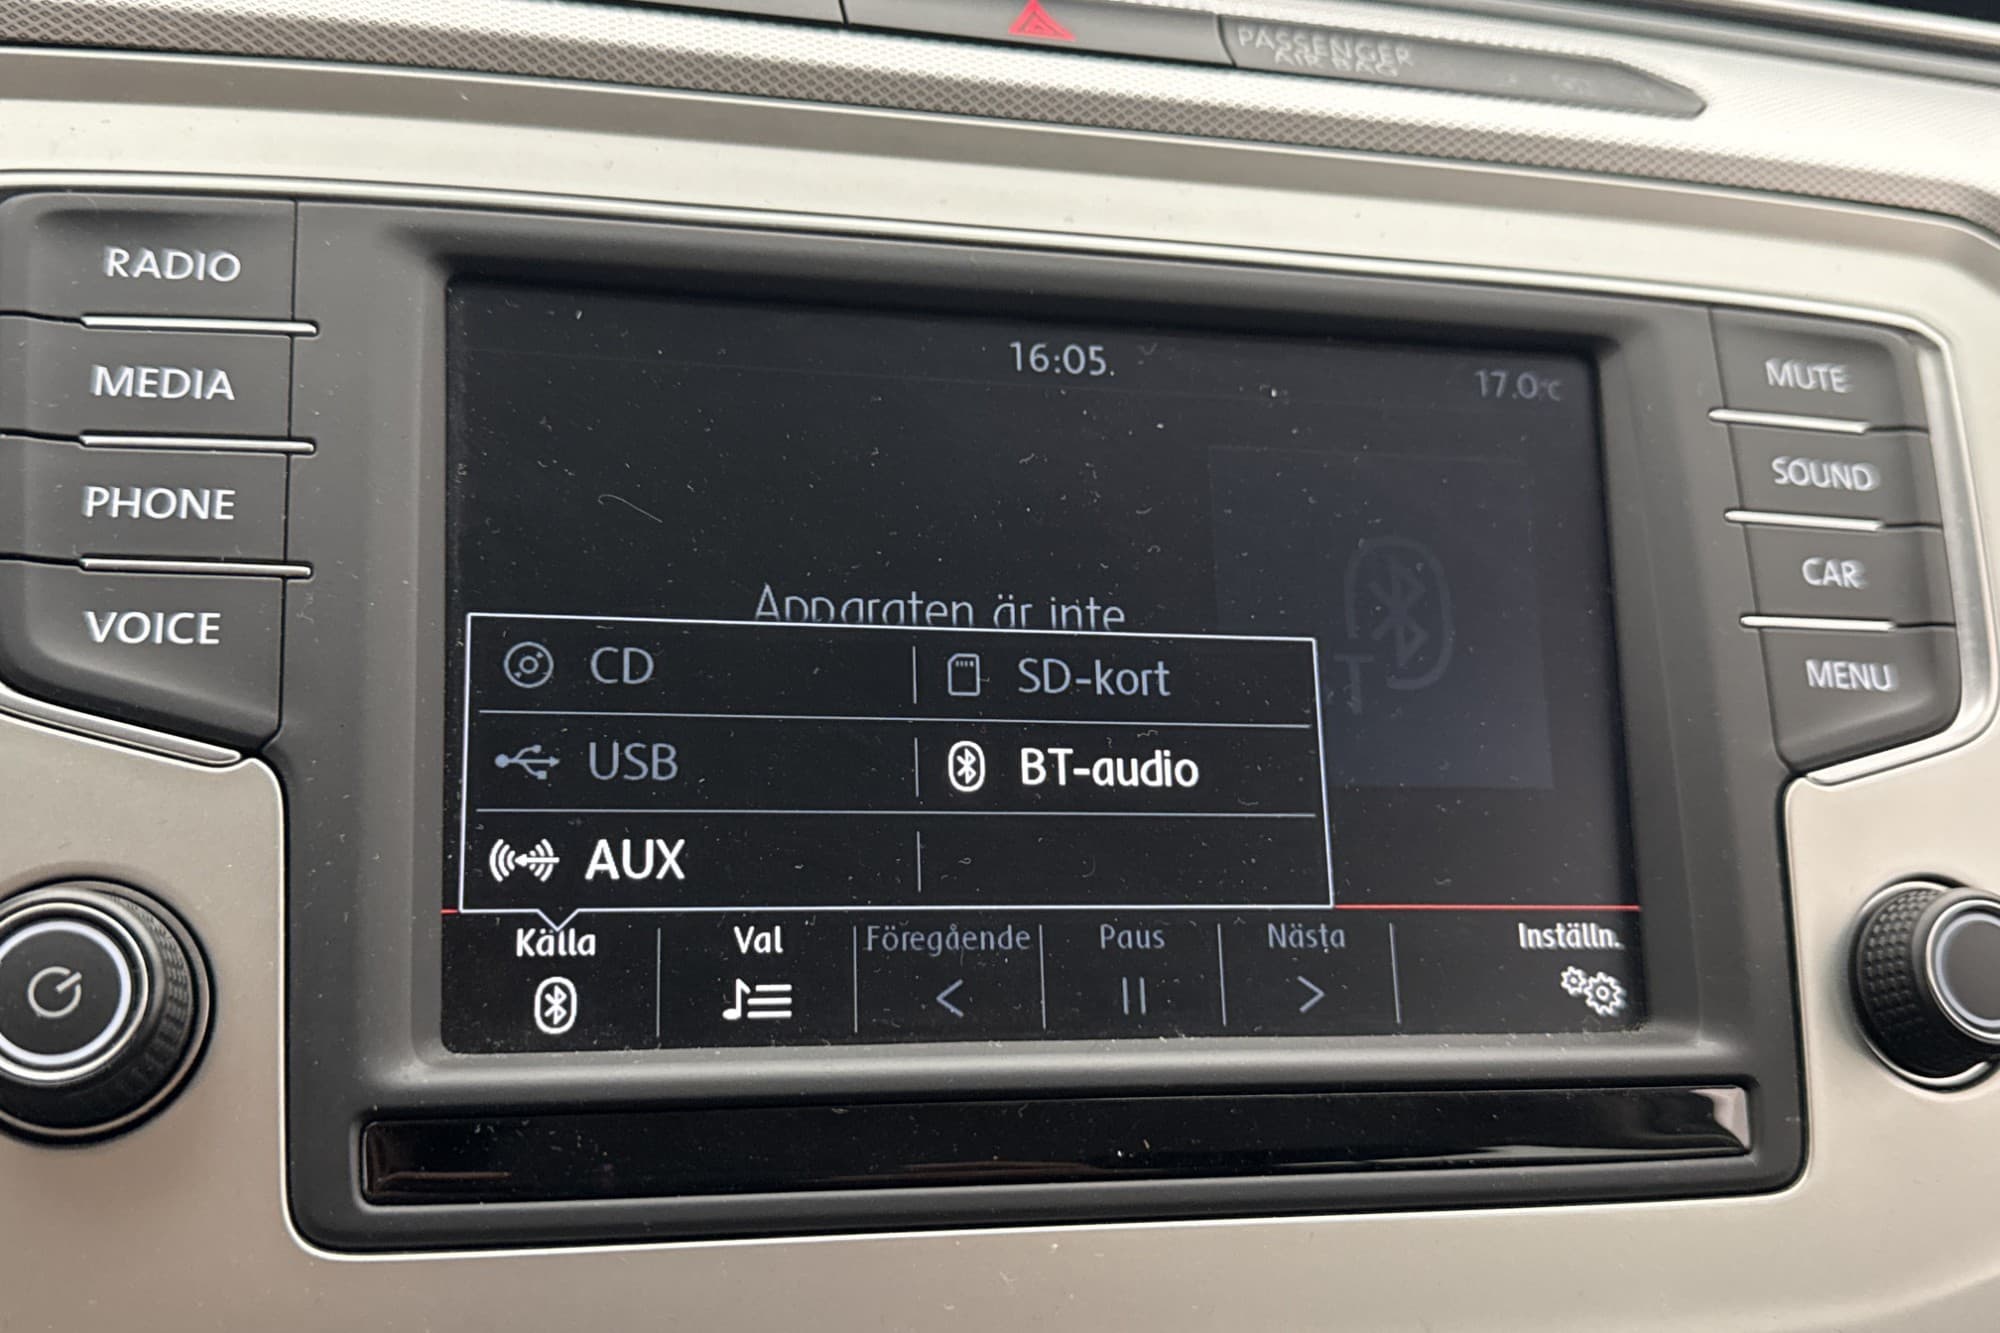 PASSENGER
AIR BAG
RADIO
MEDIA
PHONE
VOICE
16:05.
17.0°C
Apparaten är inte
CD
SD-kort
USB
BT-audio
AUX
Källa
Val
Föregående
Paus
Nästa
Inställn.
MUTE
SOUND
CAR
MENU